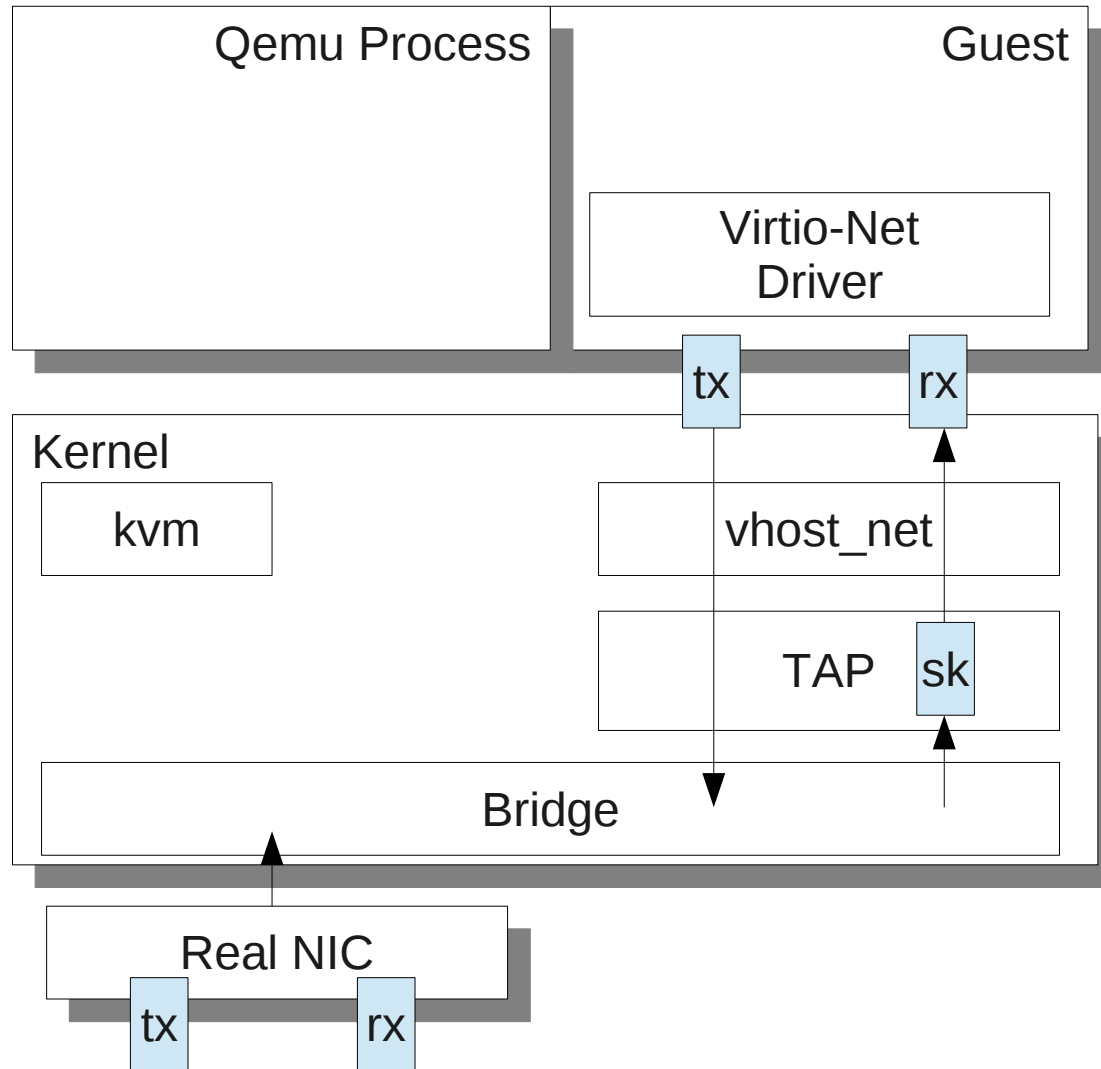 Qemu Process
Guest
Virtio-Net
Driver
tx
rx
Kernel
kvm
vhost_net
TAP
sk
Bridge
Real NIC
tx
rx